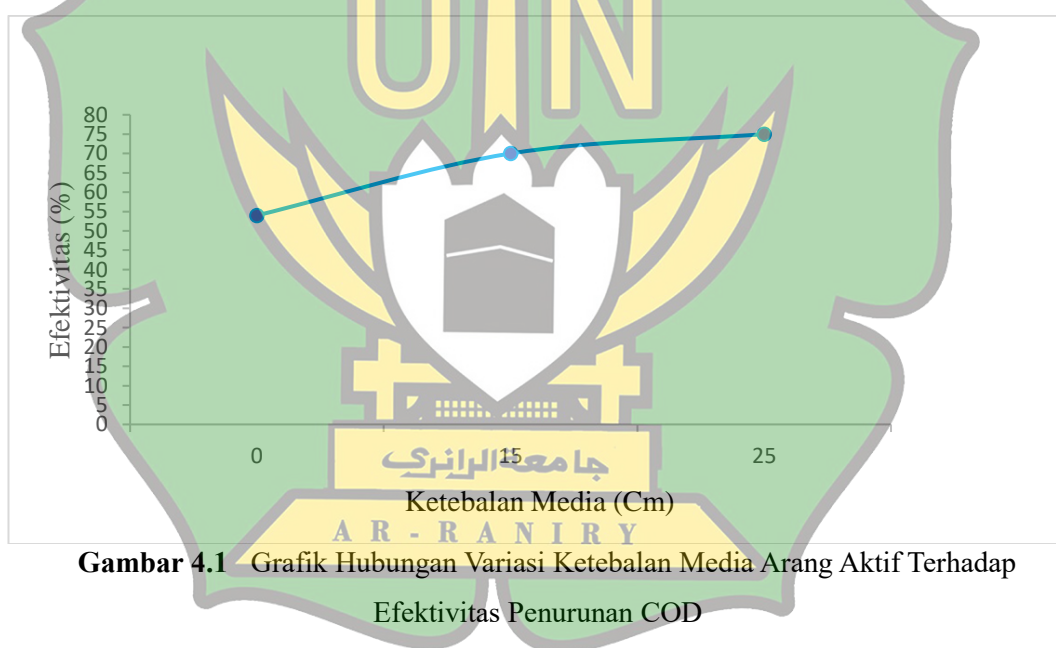 UIN
80
75
70
65
60
55
50
45
40
35
30
25
20
15
10
5
0
Efektivitas (%)
0 15 25
جامعة الرانري
Ketebalan Media (Cm)
AR-RANIRY
Gambar 4.1 Grafik Hubungan Variasi Ketebalan Media Arang Aktif Terhadap
Efektivitas Penurunan COD